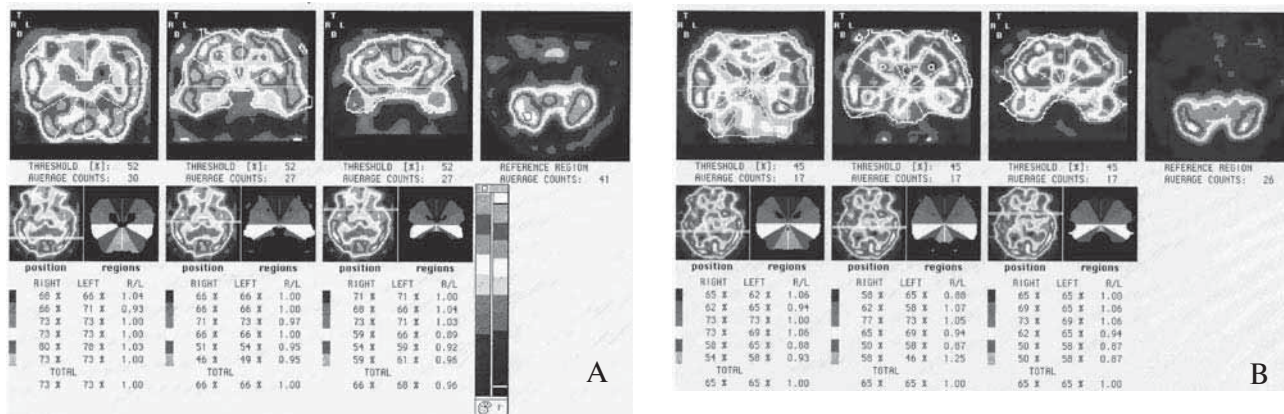 T
R L
B
T
R L
B
T
R L
B
THRESHOLD [%]: 52
AVERAGE COUNTS: 30
THRESHOLD [%]: 52
AVERAGE COUNTS: 27
THRESHOLD [%]: 52
AVERAGE COUNTS: 27
REFERENCE REGION
AVERAGE COUNTS: 41
position regions
RIGHT LEFT R/L
68 % 66 % 1.04
66 % 71 % 0.93
73 % 73 % 1.00
73 % 73 % 1.00
80 % 78 % 1.03
73 % 73 % 1.00
TOTAL
73 % 73 % 1.00
position regions
RIGHT LEFT R/L
66 % 66 % 1.00
66 % 66 % 1.00
71 % 73 % 0.97
66 % 66 % 1.00
51 % 54 % 0.95
46 % 49 % 0.95
TOTAL
66 % 66 % 1.00
position regions
RIGHT LEFT R/L
71 % 71 % 1.00
68 % 66 % 1.04
73 % 71 % 1.03
59 % 66 % 0.89
54 % 59 % 0.92
59 % 61 % 0.96
TOTAL
66 % 68 % 0.96
A
T
R L
B
T
R L
B
T
R L
B
THRESHOLD [%]: 45
AVERAGE COUNTS: 17
THRESHOLD [%]: 45
AVERAGE COUNTS: 17
THRESHOLD [%]: 45
AVERAGE COUNTS: 17
REFERENCE REGION
AVERAGE COUNTS: 26
position regions
RIGHT LEFT R/L
65 % 62 % 1.06
62 % 65 % 0.94
73 % 73 % 1.00
73 % 69 % 1.06
58 % 65 % 0.88
54 % 58 % 0.93
TOTAL
65 % 65 % 1.00
position regions
RIGHT LEFT R/L
58 % 65 % 0.88
62 % 58 % 1.07
77 % 73 % 1.05
65 % 69 % 0.94
50 % 58 % 0.87
58 % 46 % 1.25
TOTAL
65 % 65 % 1.00
position regions
RIGHT LEFT R/L
65 % 65 % 1.00
69 % 65 % 1.06
73 % 69 % 1.06
62 % 65 % 0.94
50 % 58 % 0.87
50 % 58 % 0.87
TOTAL
65 % 65 % 1.00
B